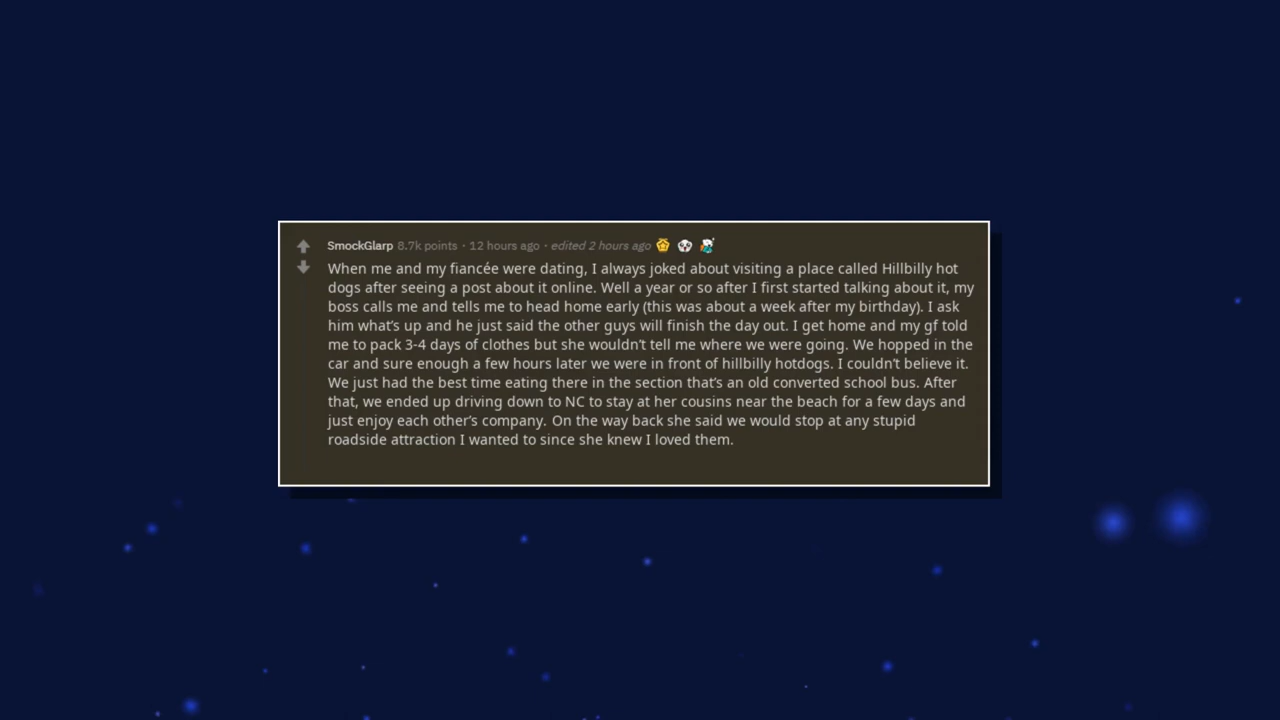 SmockGlarp 8.7k points · 12 hours ago · edited 2 hours ago
When me and my fiancée were dating, I always joked about visiting a place called Hillbilly hot
dogs after seeing a post about it online. Well a year or so after I first started talking about it, my
boss calls me and tells me to head home early (this was about a week after my birthday). I ask
him what’s up and he just said the other guys will finish the day out. I get home and my gf told
me to pack 3-4 days of clothes but she wouldn’t tell me where we were going. We hopped in the
car and sure enough a few hours later we were in front of hillbilly hotdogs. I couldn’t believe it.
We just had the best time eating there in the section that’s an old converted school bus. After
that, we ended up driving down to NC to stay at her cousins near the beach for a few days and
just enjoy each other’s company. On the way back she said we would stop at any stupid
roadside attraction I wanted to since she knew I loved them.